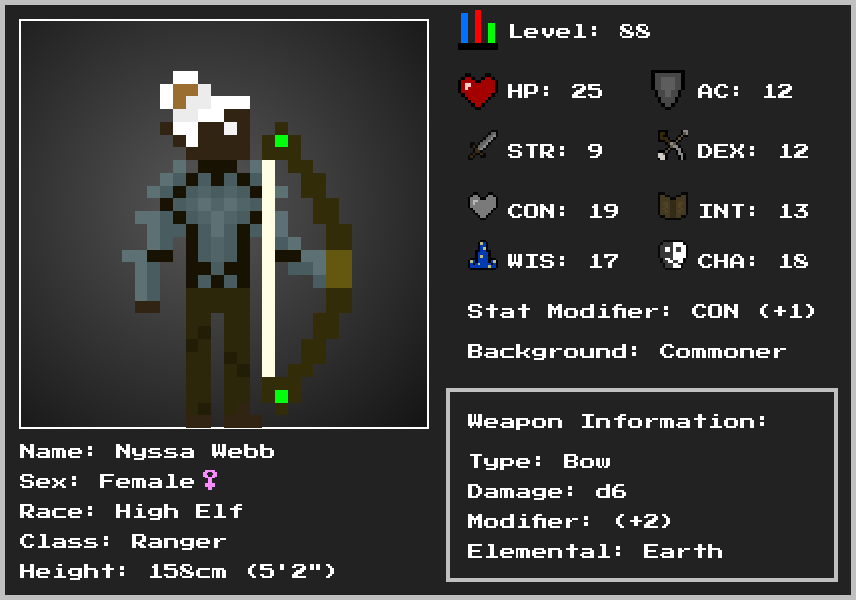 Level: 88
HP: 25
AC: 12
STR: 9
DEX: 12
CON: 19
INT: 13
WIS: 17
CHA: 18
Stat Modifier: CON (+1)
Background: Commoner
Weapon Information:
Type: Bow
Damage: d6
Modifier: (+2)
Elemental: Earth
Name: Nyssa Webb
Sex: Female♀
Race: High Elf
Class: Ranger
Height: 158cm (5'2")